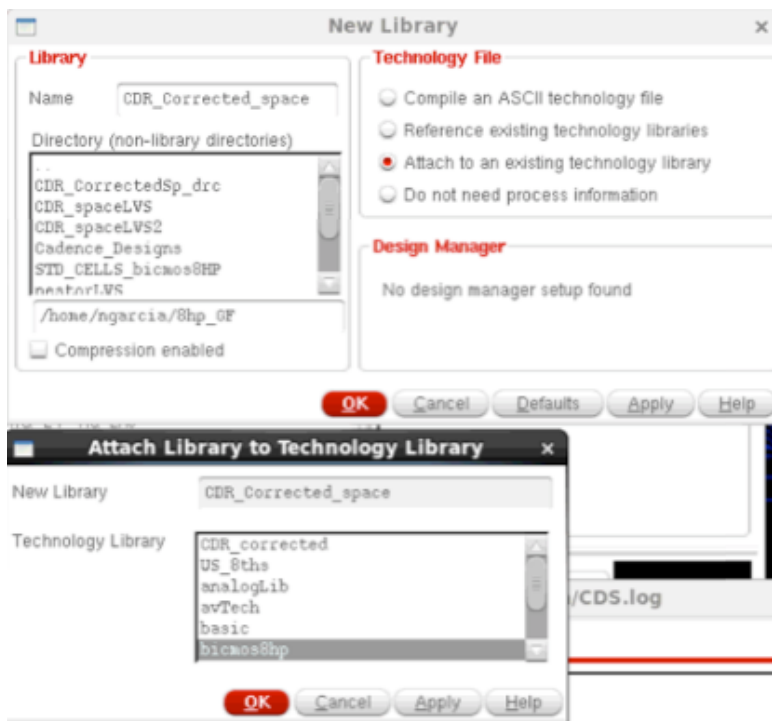 New Library
Library
Name CDR_Corrected_space
Directory (non-library directories)
..
CDR_CorrectedSp_drc
CDR_spaceLVS
CDR_spaceLVS2
Cadence_Designs
STD_CELLS_bicmos8HP
nestorLVS
/home/ngarcia/8hp_GF
Compression enabled
Technology File
Compile an ASCII technology file
Reference existing technology libraries
Attach to an existing technology library
Do not need process information
Design Manager
No design manager setup found
OK Cancel Defaults Apply Help
Attach Library to Technology Library
New Library CDR_Corrected_space
Technology Library
CDR_corrected
US_8ths
analogLib
avTech
basic
bicmos8hp
/CDS.log
OK Cancel Apply Help